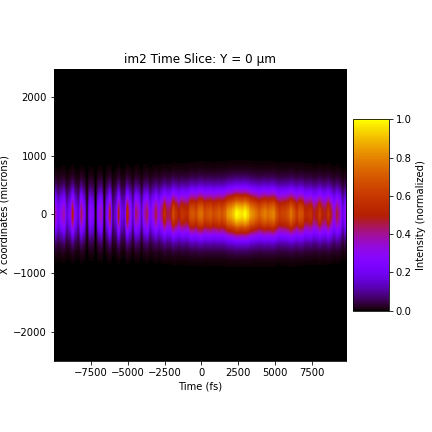 im2 Time Slice: Y = 0 μm
X coordinates (microns)
2000
1000
0
−1000
−2000
−7500 −5000 −2500 0 2500 5000 7500
Time (fs)
1.0
0.8
0.6
0.4
0.2
0.0
Intensity (normalized)